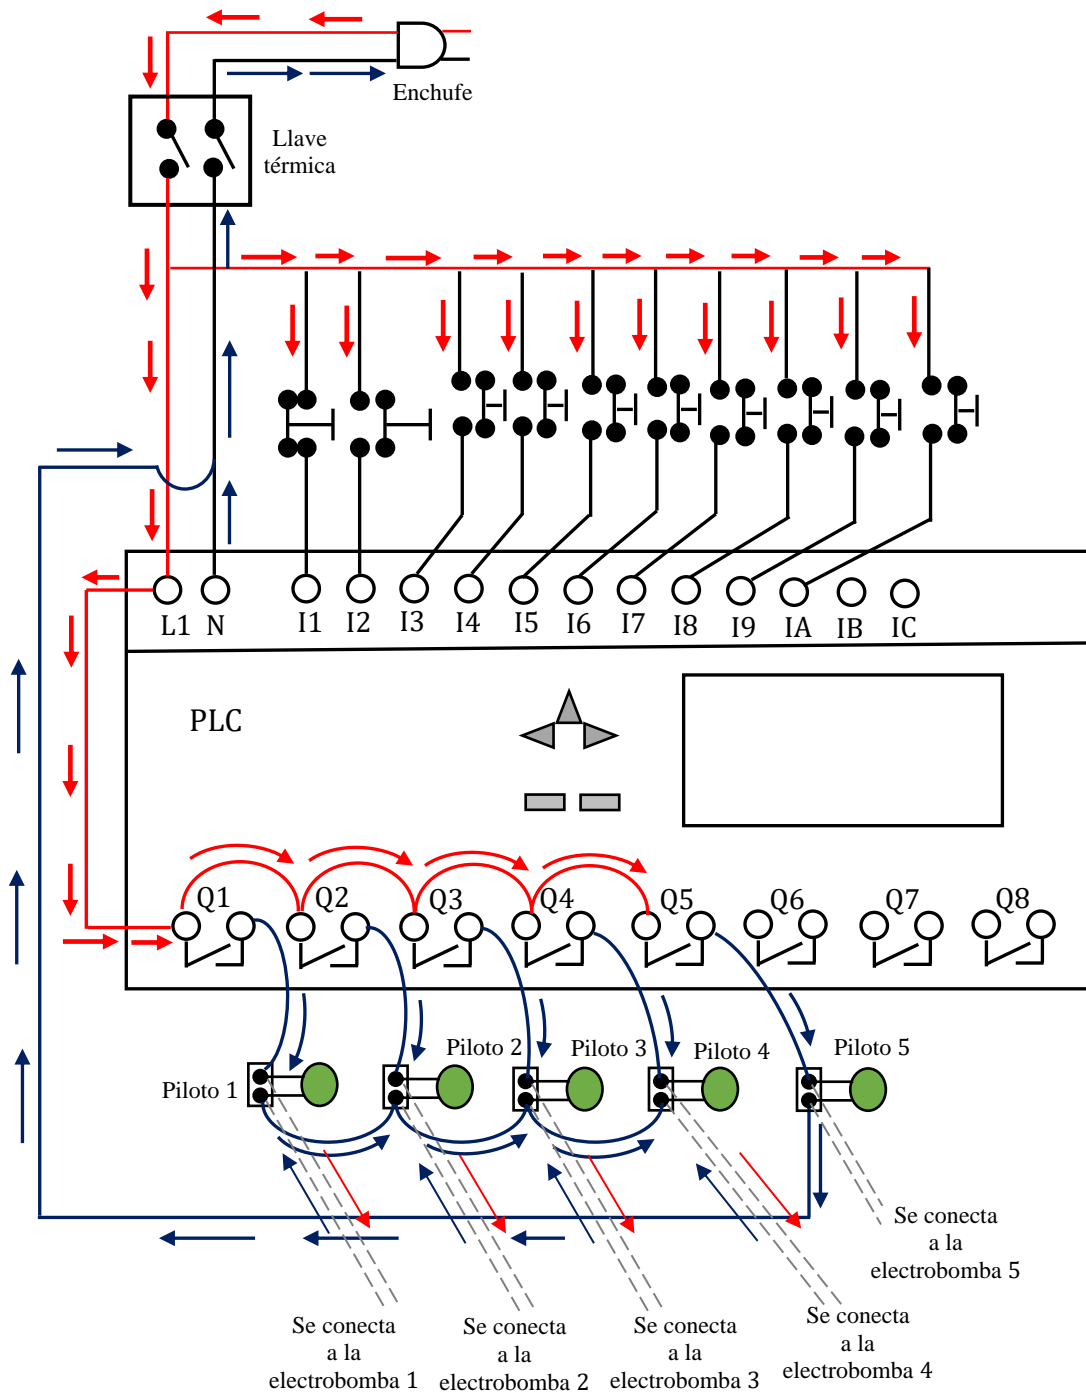 Enchufe
Llave
térmica
L1
N
I1
I2
I3
I4
I5
I6
I7
I8
I9
IA
IB
IC
PLC
Q1
Q2
Q3
Q4
Q5
Q6
Q7
Q8
Piloto 1
Piloto 2
Piloto 3
Piloto 4
Piloto 5
Se conecta
a la
electrobomba 5
Se conecta
a la
electrobomba 1
Se conecta
a la
electrobomba 2
Se conecta
a la
electrobomba 3
Se conecta
a la
electrobomba 4